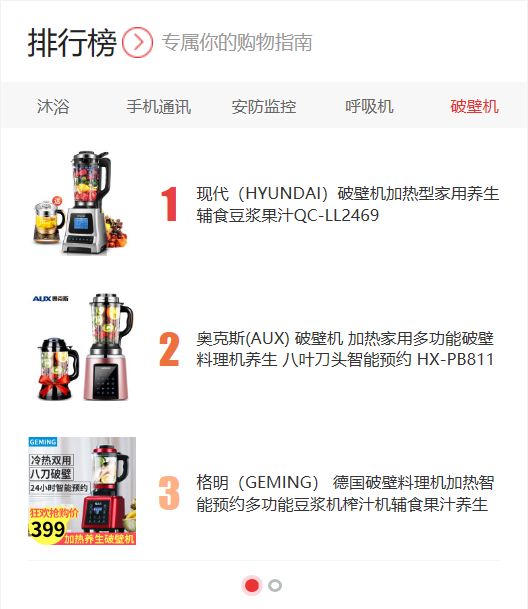 排行榜 专属你的购物指南
沐浴 手机通讯 安防监控 呼吸机 破壁机
送
1
现代（HYUNDAI）破壁机加热型家用养生
辅食豆浆果汁QC-LL2469
AUX奥克斯
2
奥克斯(AUX) 破壁机 加热家用多功能破壁
料理机养生 八叶刀头智能预约 HX-PB811
GEMING
冷热双用
八刀破壁
24小时智能预约
狂欢抢购价
399
加热养生破壁机
3
格明（GEMING） 德国破壁料理机加热智
能预约多功能豆浆机榨汁机辅食果汁养生